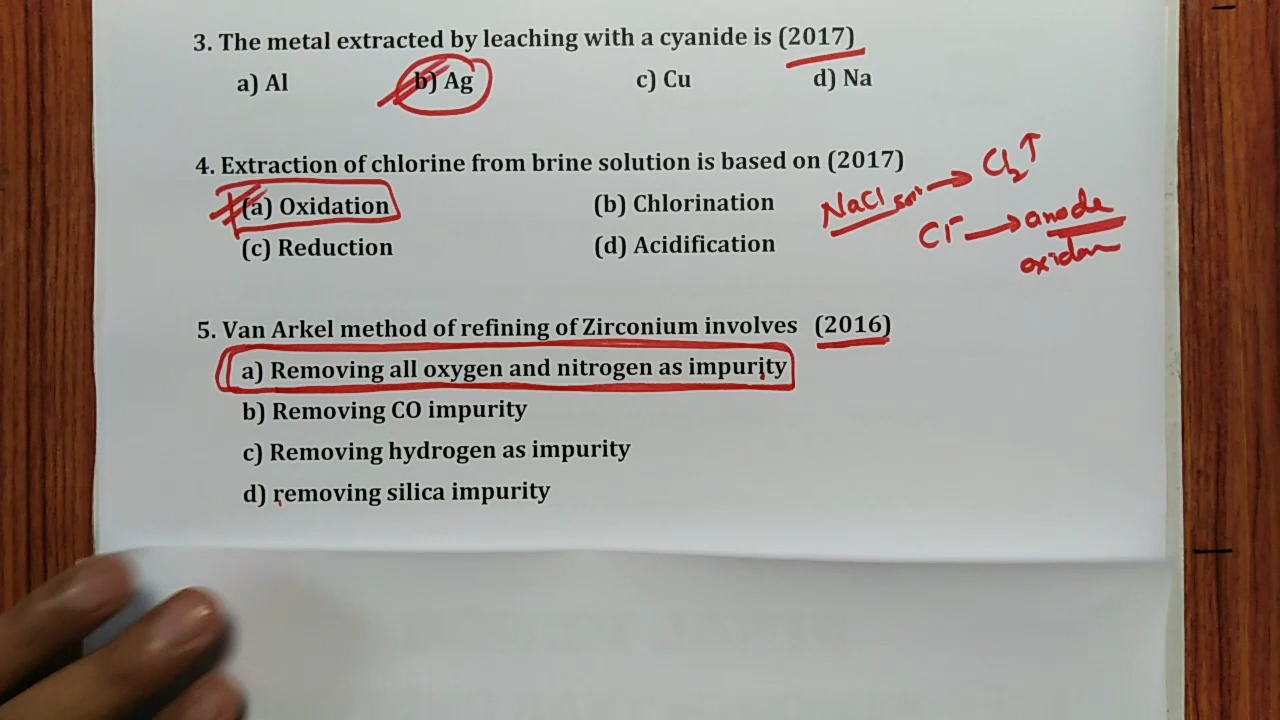 3. The metal extracted by leaching with a cyanide is (2017)
a) Al b) Ag c) Cu d) Na
4. Extraction of chlorine from brine solution is based on (2017)
(a) Oxidation (b) Chlorination
(c) Reduction (d) Acidification
NaCl soln → Cl2↑
Cl⁻ → anode
oxidan
5. Van Arkel method of refining of Zirconium involves (2016)
a) Removing all oxygen and nitrogen as impurity
b) Removing CO impurity
c) Removing hydrogen as impurity
d) removing silica impurity